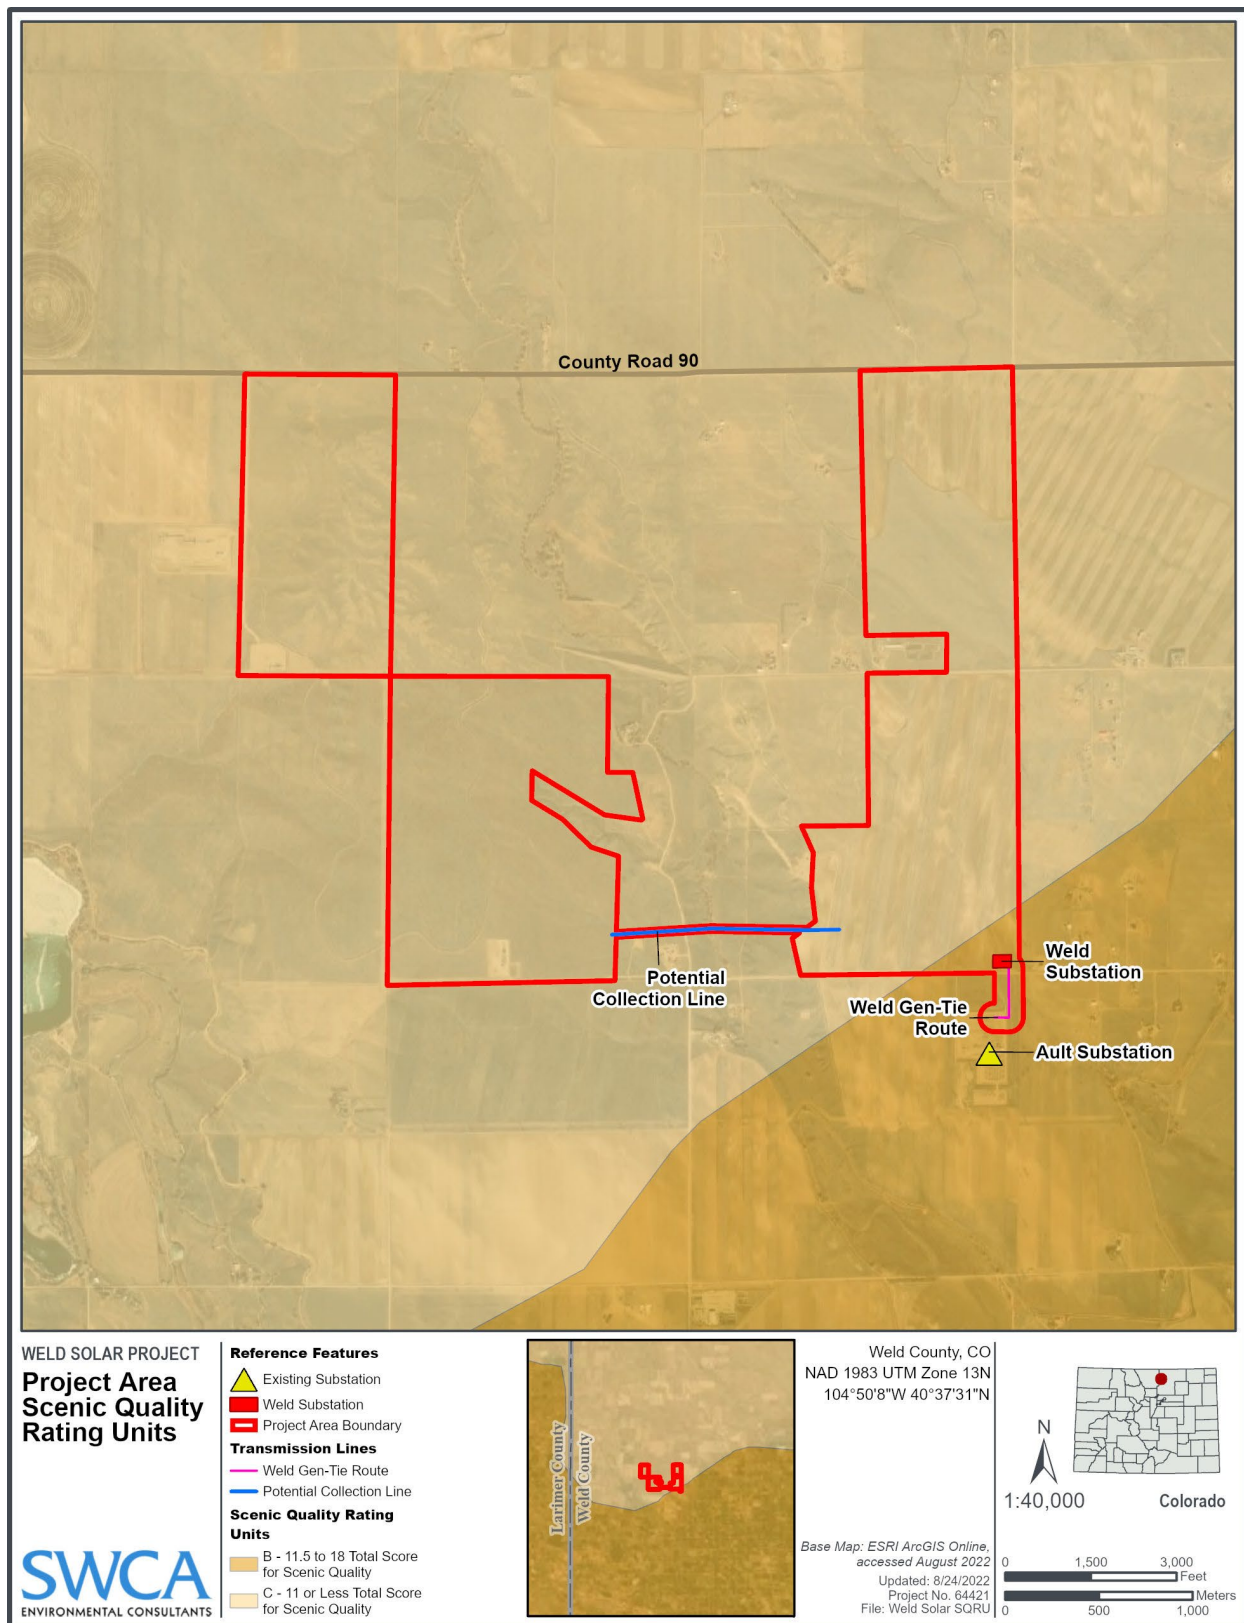 County Road 90
Potential
Collection Line
Weld
Substation
Weld Gen-Tie
Route
Ault Substation
WELD SOLAR PROJECT
Project Area
Scenic Quality
Rating Units
SWCA
ENVIRONMENTAL CONSULTANTS
Reference Features
Existing Substation
Weld Substation
Project Area Boundary
Transmission Lines
Weld Gen-Tie Route
Potential Collection Line
Scenic Quality Rating
Units
B - 11.5 to 18 Total Score
for Scenic Quality
C - 11 or Less Total Score
for Scenic Quality
Larimer County
Weld County
Weld County, CO
NAD 1983 UTM Zone 13N
104°50'8"W 40°37'31"N
N
1:40,000
Colorado
Base Map: ESRI ArcGIS Online,
accessed August 2022
Updated: 8/24/2022
Project No. 64421
File: Weld Solar SQRU
0 1,500 3,000
Feet
Meters
0 500 1,000